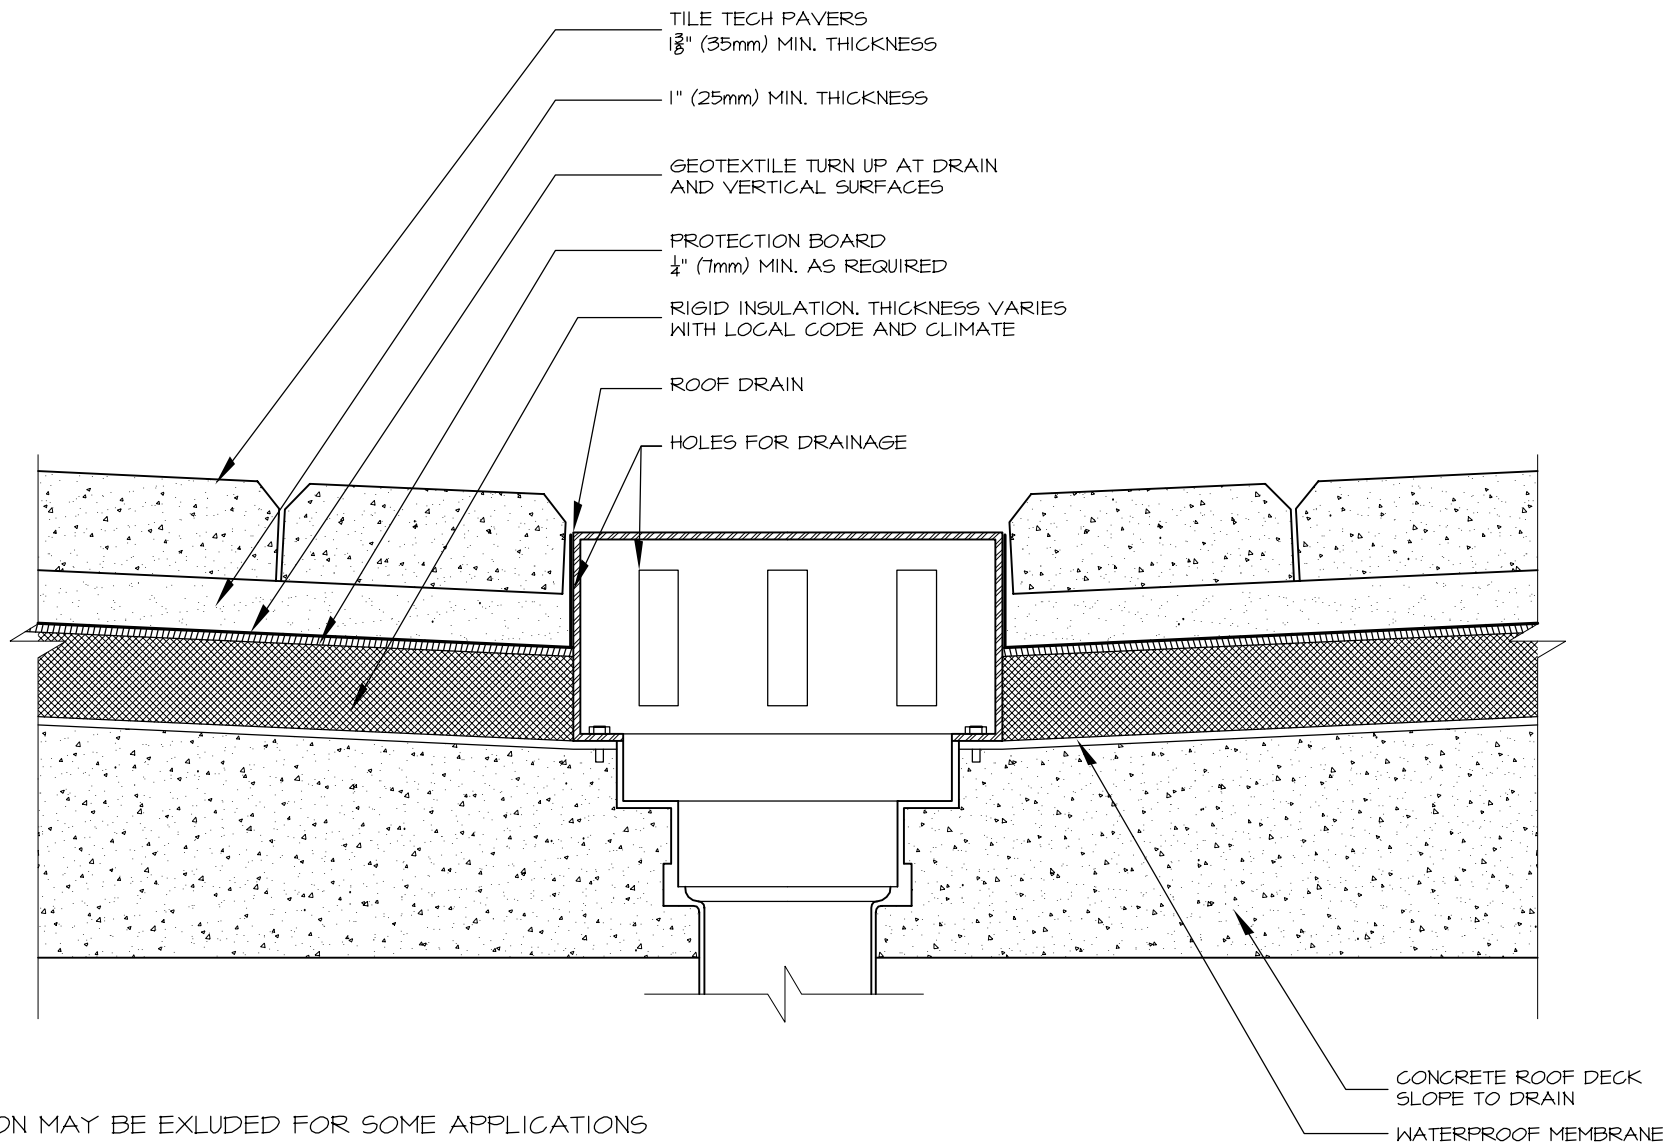 TILE TECH PAVERS
1 3/8" (35mm) MIN. THICKNESS
1" (25mm) MIN. THICKNESS
GEOTEXTILE TURN UP AT DRAIN
AND VERTICAL SURFACES
PROTECTION BOARD
1/4" (7mm) MIN. AS REQUIRED
RIGID INSULATION. THICKNESS VARIES
WITH LOCAL CODE AND CLIMATE
ROOF DRAIN
HOLES FOR DRAINAGE
CONCRETE ROOF DECK
SLOPE TO DRAIN
WATERPROOF MEMBRANE
ON MAY BE EXLUDED FOR SOME APPLICATIONS